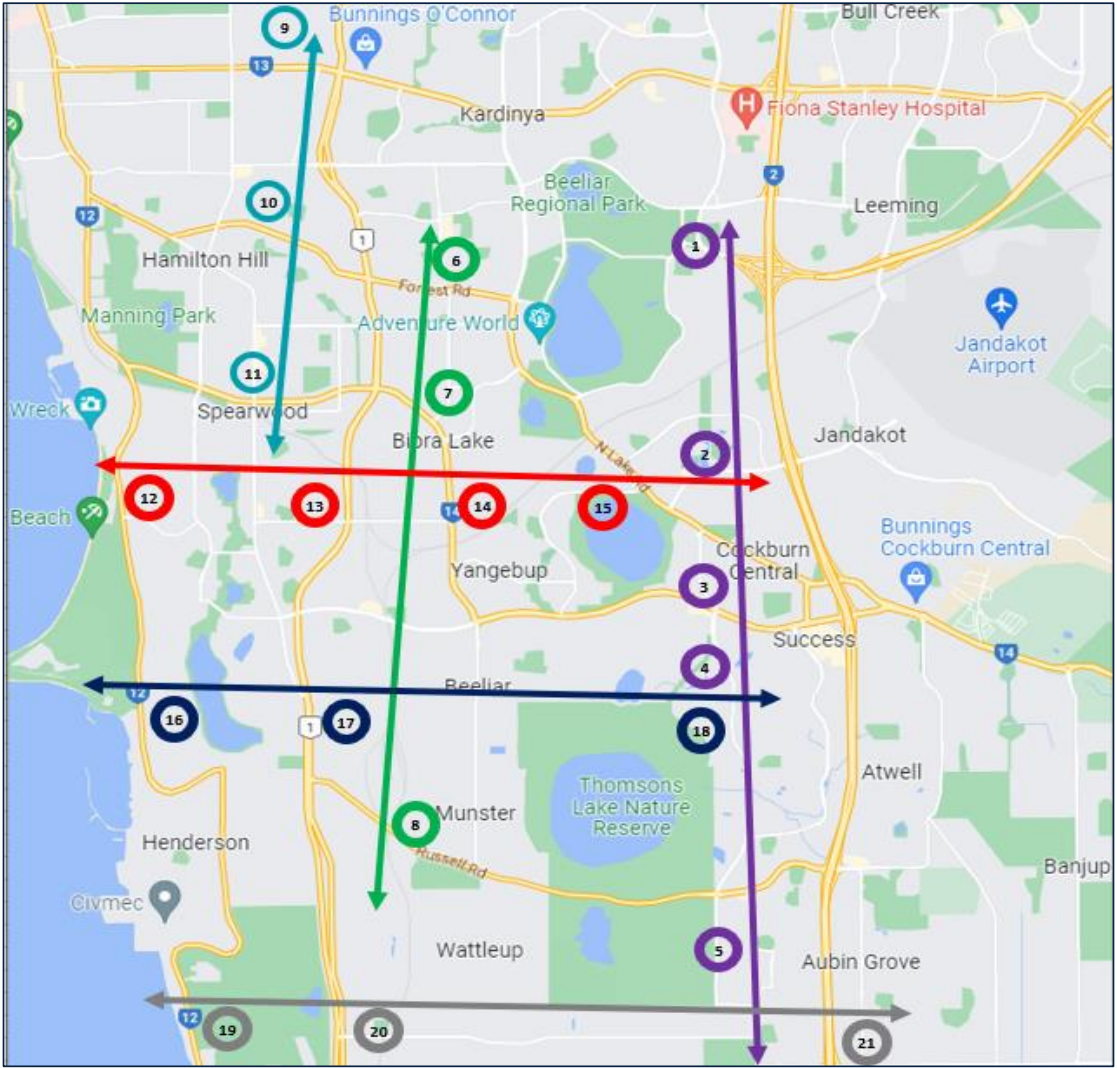 9
Bunnings O'Connor
Bull Creek
13
Kardinya
Fiona Stanley Hospital
2
10
Beeliar
Regional Park
Leeming
12
1
1
Hamilton Hill
6
Forrest Rd
Manning Park
Adventure World
Jandakot
Airport
11
7
Wreck
Spearwood
Bibra Lake
N Lake Rd
2
Jandakot
12
13
14
14
15
Beach
Bunnings
Cockburn Central
Cockburn
Central
Yangebup
3
Success
14
4
Beeliar
12
16
1
17
18
Atwell
Thomsons
Lake Nature
Reserve
Munster
8
Henderson
Russell Rd
Banjup
Civmec
Wattleup
5
Aubin Grove
12
19
20
21